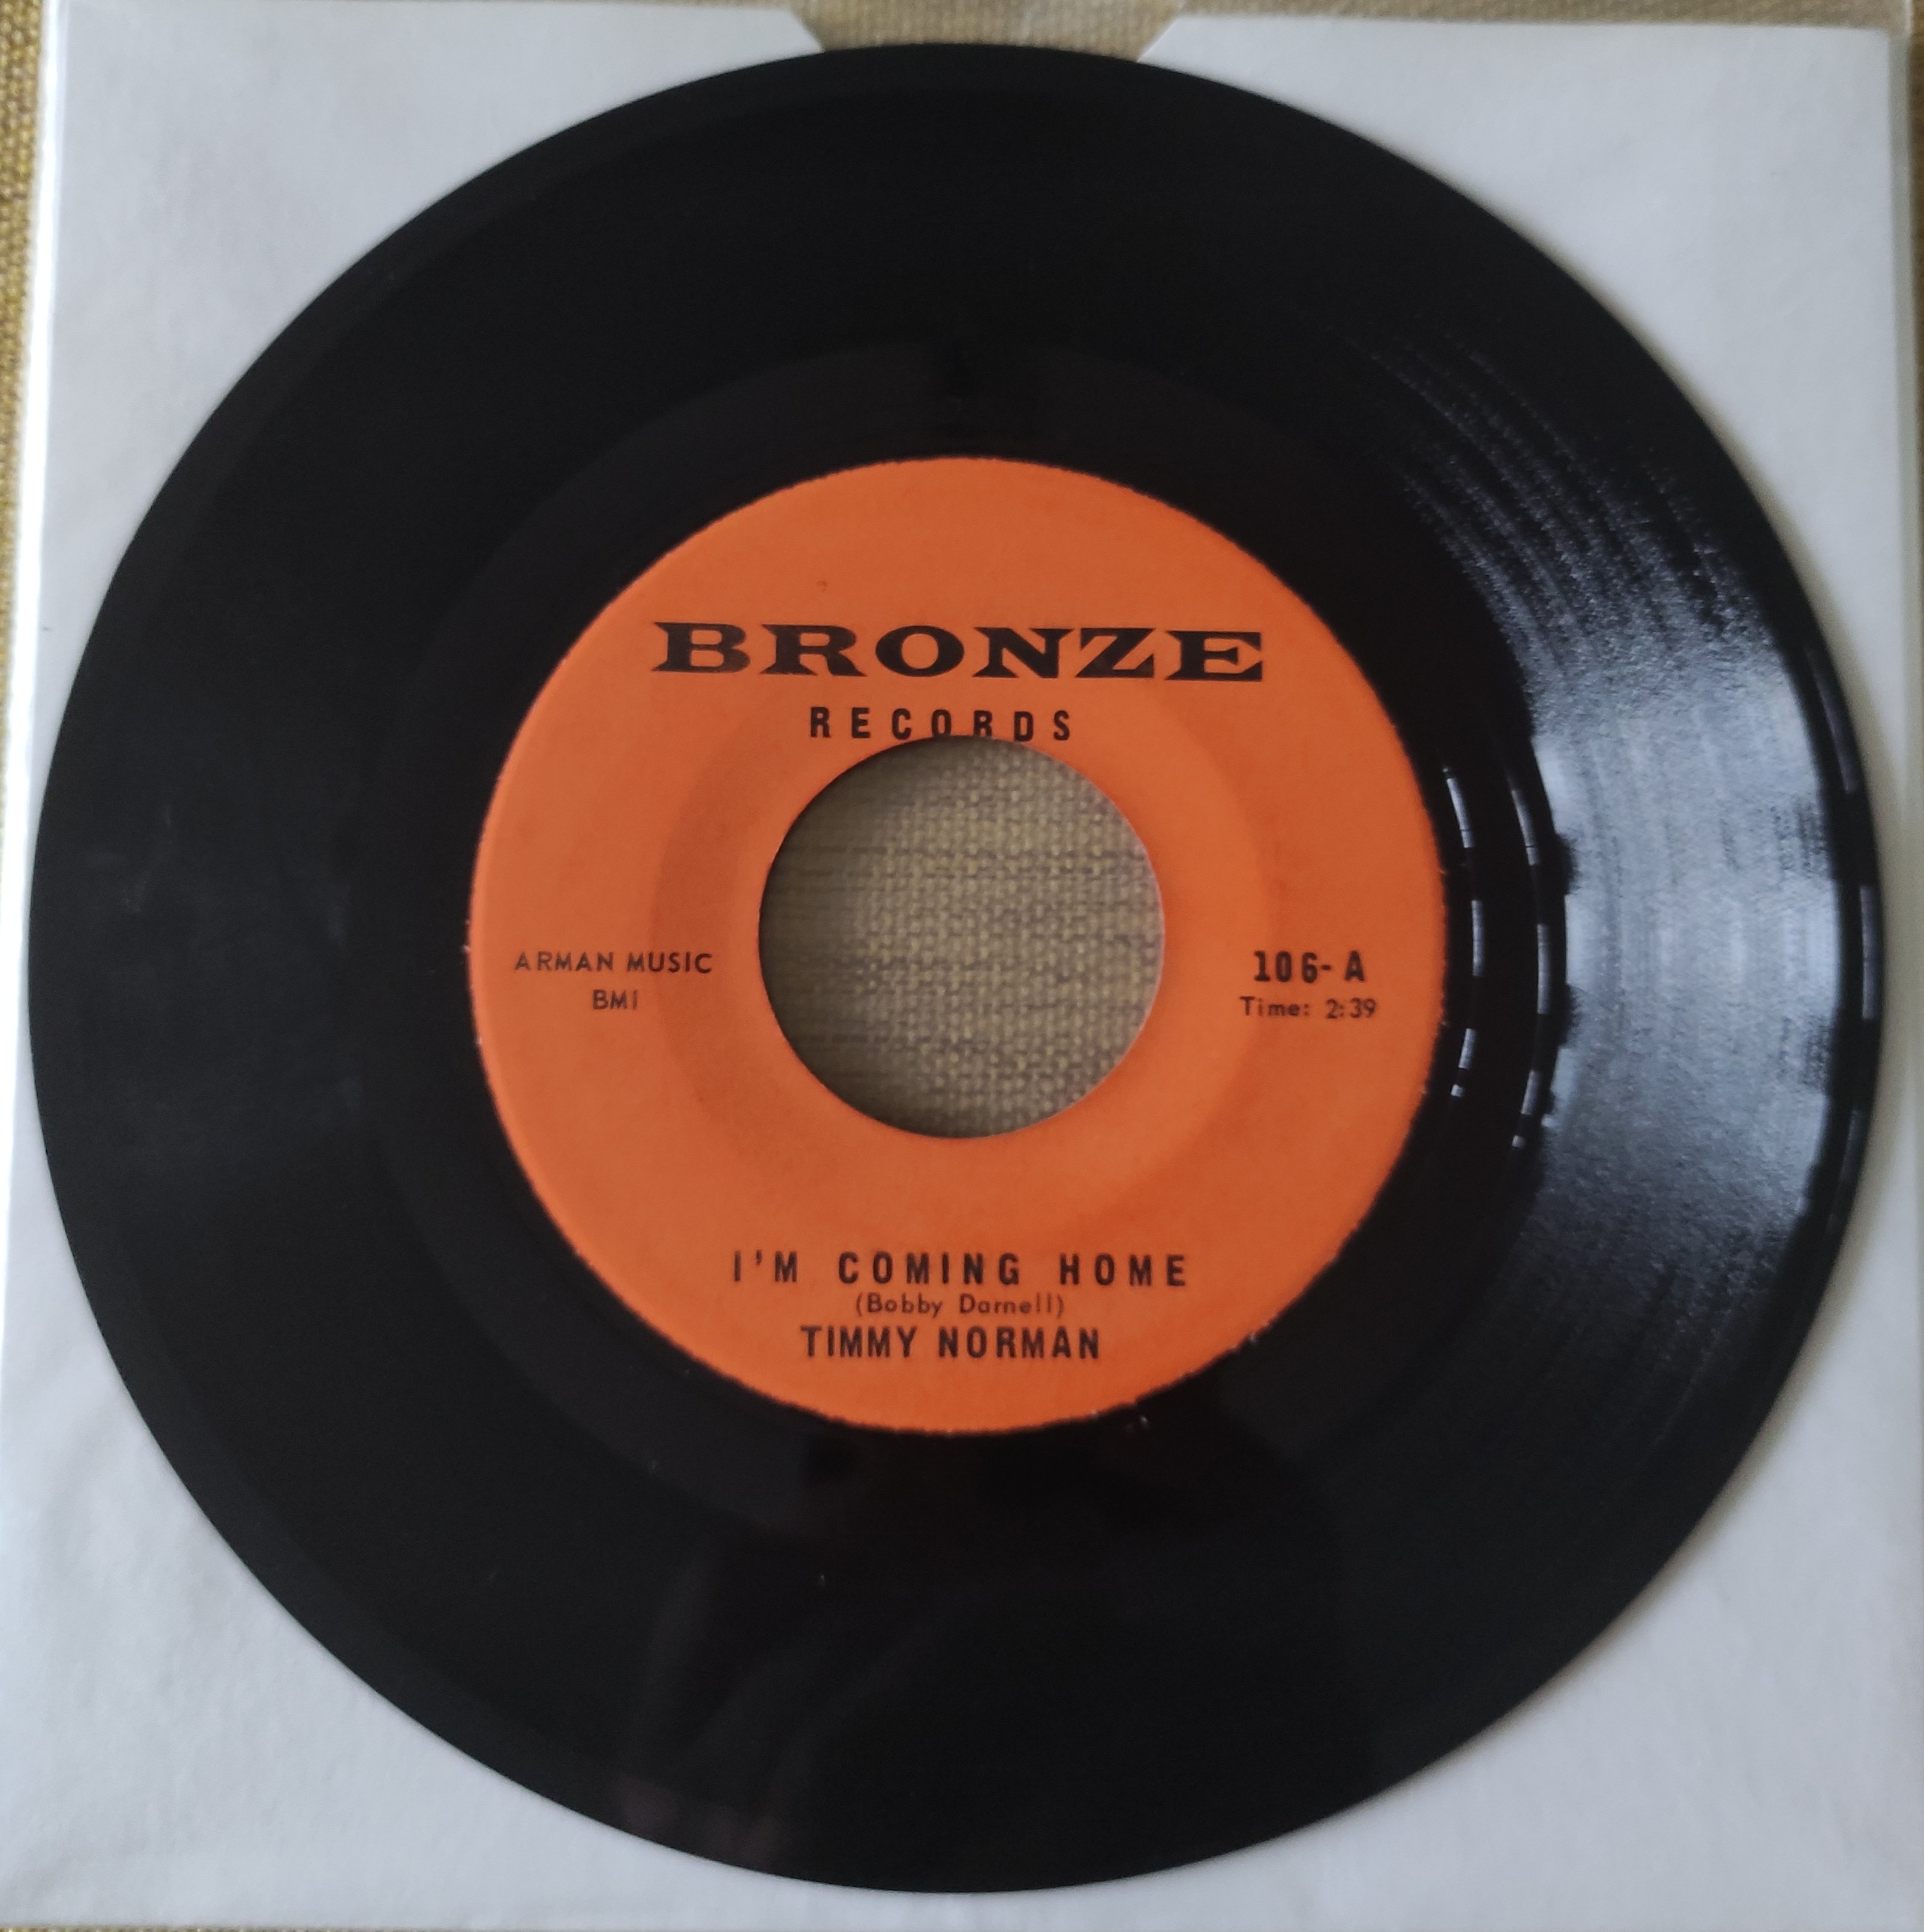 BRONZE
RECORDS
ARMAN MUSIC
BMI
106-A
Time: 2:39
I'M COMING HOME
(Bobby Darnell)
TIMMY NORMAN